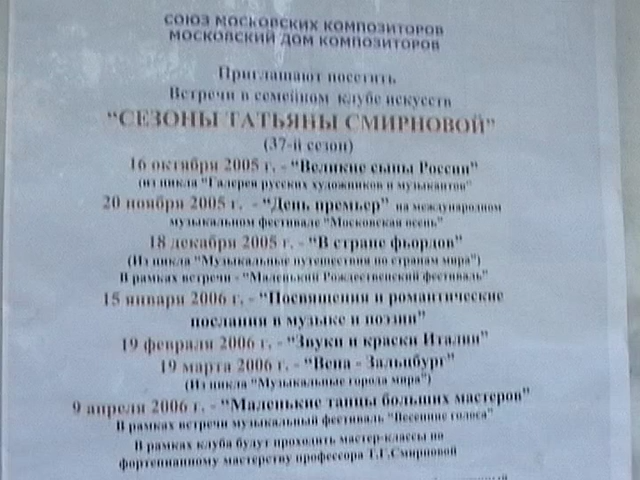 СОЮЗ МОСКОВСКИХ КОМПОЗИТОРОВ
МОСКОВСКИЙ ДОМ КОМПОЗИТОРОВ
Приглашают посетить
Встречи в семейном клубе искусств
"СЕЗОНЫ ТАТЬЯНЫ СМИРНОВОЙ"
(37-й сезон)
16 октября 2005 г. - "Великие сыны России"
(из цикла "Галерея русских художников и музыкантов"
20 ноября 2005 г. - "День премьер" на международном
музыкальном фестивале "Московская осень"
18 декабря 2005 г. - "В стране фьордов"
(Из цикла "Музыкальные путешествия по странам мира")
В рамках встречи - "Маленький Рождественский фестиваль"
15 января 2006 г. - "Посвящения и романтические
послания в музыке и поэзии"
19 февраля 2006 г. - "Звуки и краски Италии"
19 марта 2006 г. - "Вена - Зальцбург"
(Из цикла "Музыкальные города мира")
9 апреля 2006 г. - "Маленькие танцы больших мастеров"
В рамках встречи музыкальный фестиваль "Весенние голоса"
В рамках клуба будут проходить мастер-классы по
фортепианному мастерству профессора Т.Г.Смирновой